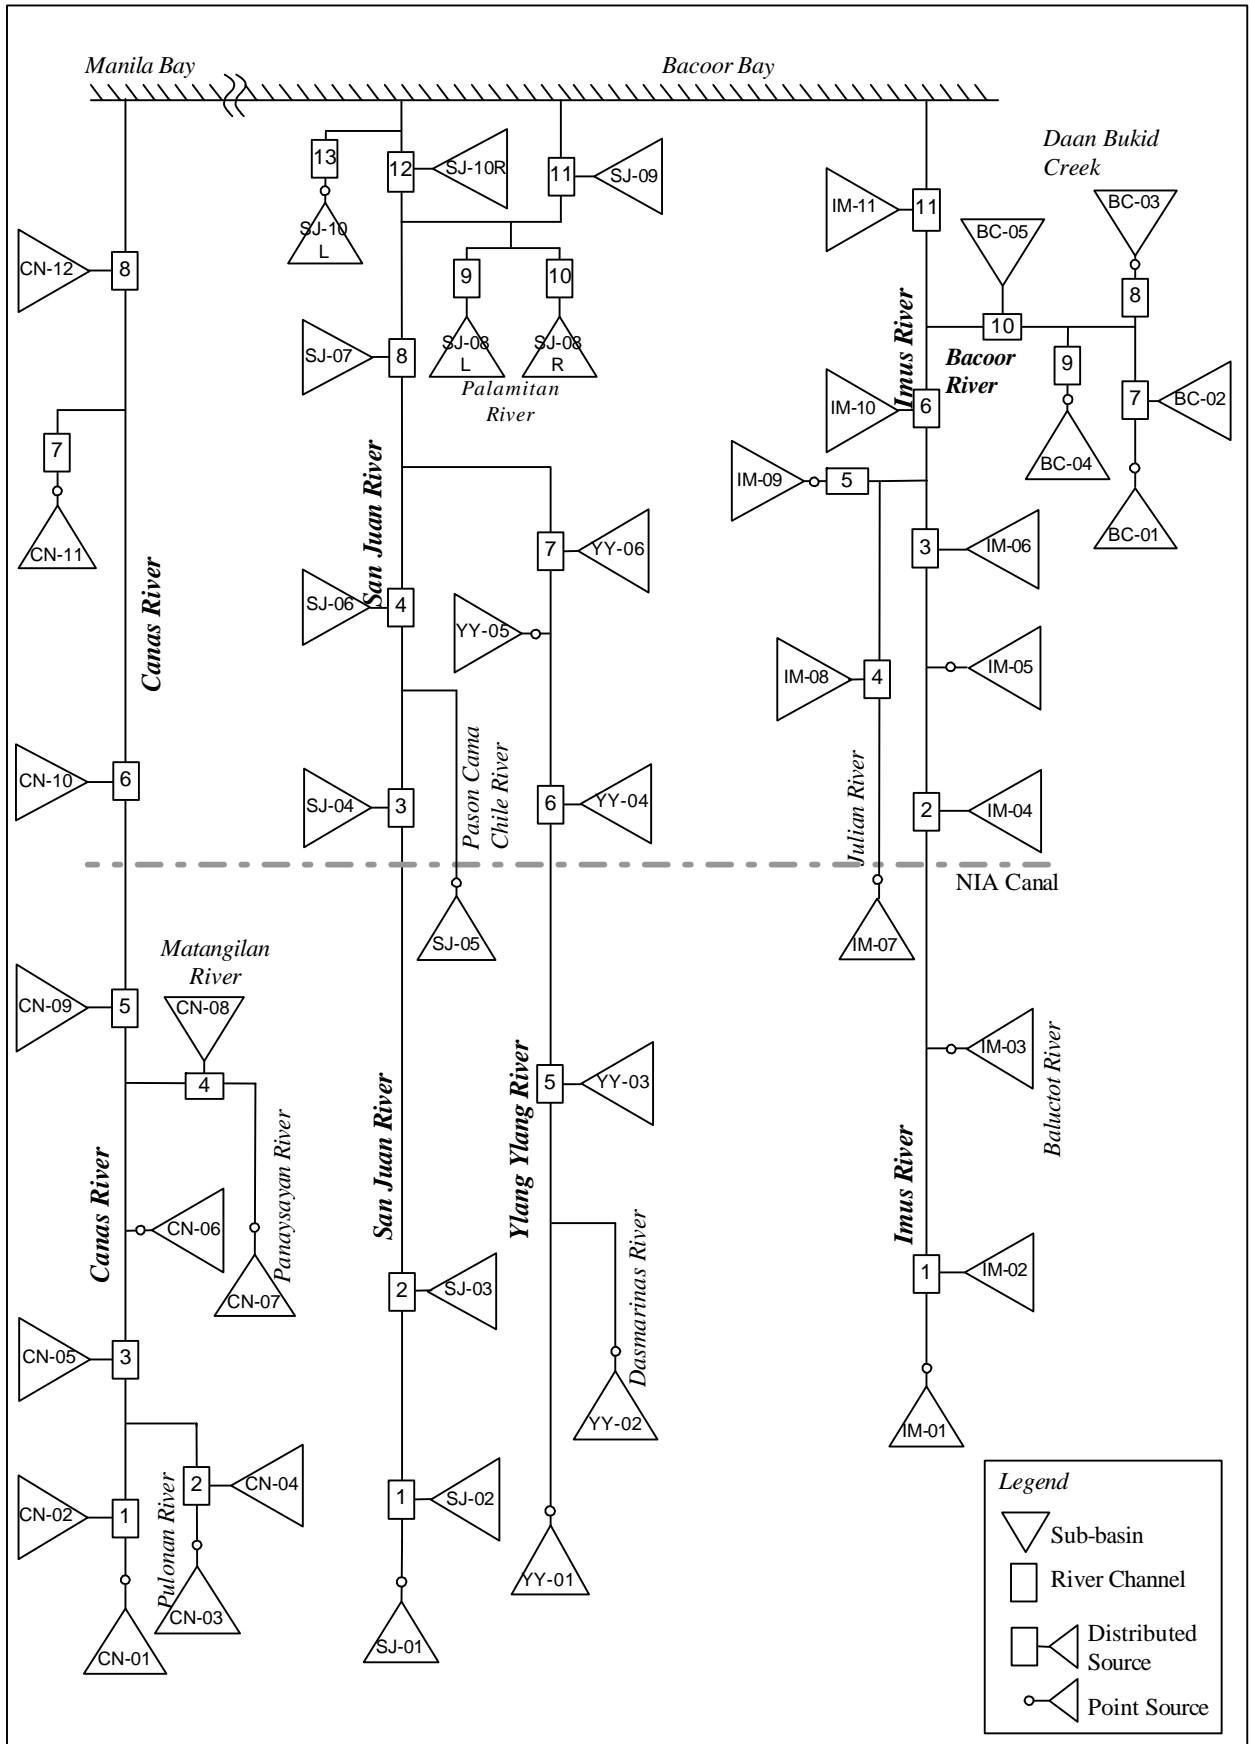 Manila Bay
Bacoor Bay
Daan Bukid
Creek
13
12
SJ-10R
11
SJ-09
SJ-10
L
IM-11
11
BC-05
BC-03
CN-12
8
9
10
8
Imus River
10
Bacoor
River
SJ-07
8
SJ-08
L
SJ-08
R
Palamitan
River
IM-10
6
9
7
BC-02
BC-04
7
CN-11
San Juan River
IM-09
5
BC-01
7
YY-06
3
IM-06
Canas River
SJ-06
4
YY-05
IM-08
4
IM-05
CN-10
6
SJ-04
3
Pason Cama
Chile River
6
YY-04
Julian River
2
IM-04
NIA Canal
SJ-05
IM-07
Matangilan
River
CN-09
5
CN-08
4
San Juan River
Ylang Ylang River
5
YY-03
IM-03
Baluctot River
Canas River
CN-06
Panaysayan River
CN-07
Imus River
2
SJ-03
Dasmarinas River
1
IM-02
CN-05
3
YY-02
IM-01
CN-02
1
Pulonan River
2
CN-04
1
SJ-02
CN-03
YY-01
CN-01
SJ-01
Legend
Sub-basin
River Channel
Distributed
Source
Point Source